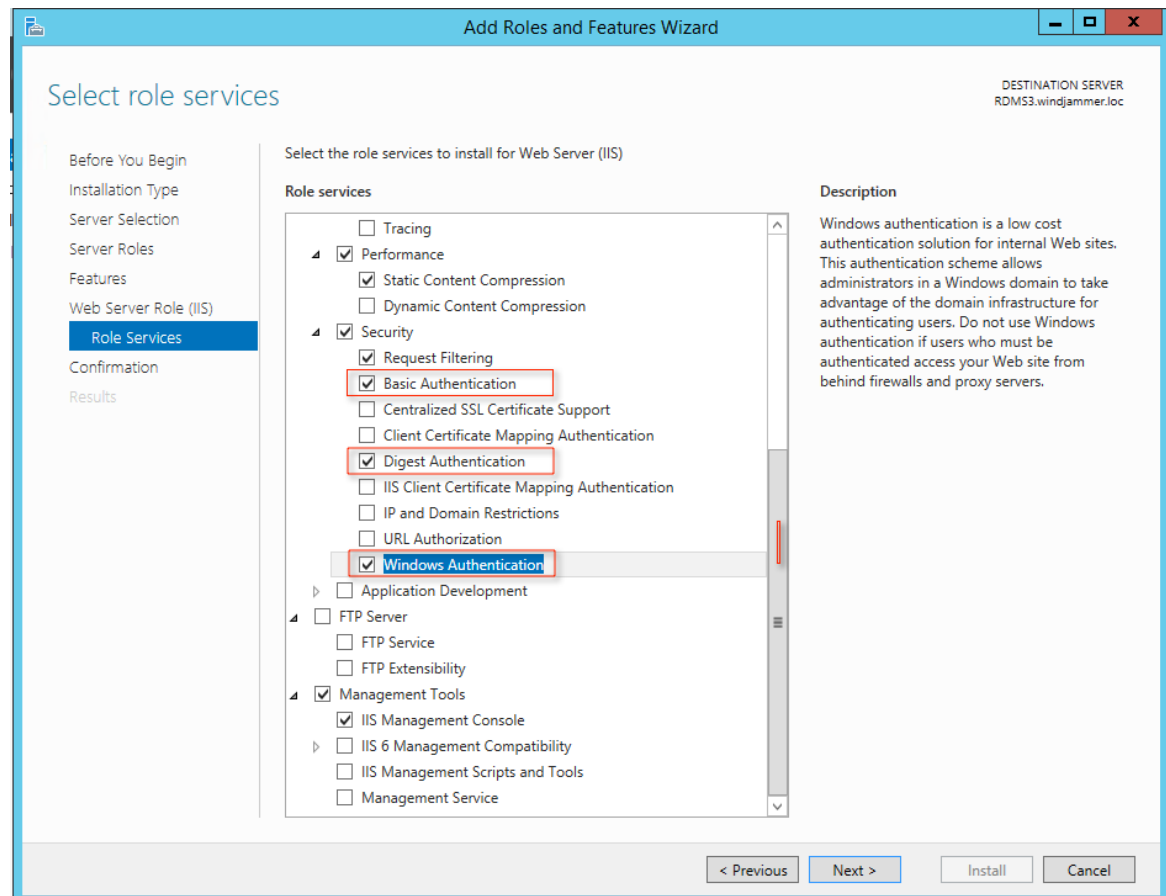 Add Roles and Features Wizard
Select role services
DESTINATION SERVER
RDMS3.windjammer.loc
Before You Begin
Installation Type
Server Selection
Server Roles
Features
Web Server Role (IIS)
Role Services
Confirmation
Results
Select the role services to install for Web Server (IIS)
Role services
Tracing
Performance
Static Content Compression
Dynamic Content Compression
Security
Request Filtering
Basic Authentication
Centralized SSL Certificate Support
Client Certificate Mapping Authentication
Digest Authentication
IIS Client Certificate Mapping Authentication
IP and Domain Restrictions
URL Authorization
Windows Authentication
Application Development
FTP Server
FTP Service
FTP Extensibility
Management Tools
IIS Management Console
IIS 6 Management Compatibility
IIS Management Scripts and Tools
Management Service
Description
Windows authentication is a low cost
authentication solution for internal Web sites.
This authentication scheme allows
administrators in a Windows domain to take
advantage of the domain infrastructure for
authenticating users. Do not use Windows
authentication if users who must be
authenticated access your Web site from
behind firewalls and proxy servers.
< Previous
Next >
Install
Cancel